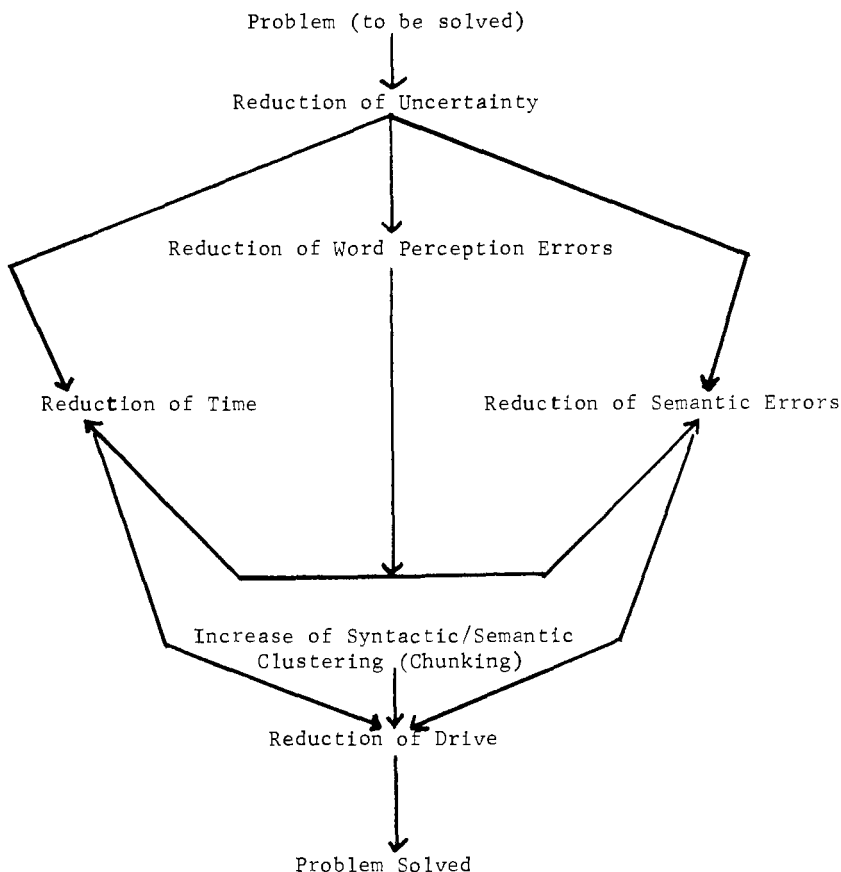 Problem (to be solved)
Reduction of Uncertainty
Reduction of Word Perception Errors
Reduction of Time
Reduction of Semantic Errors
Increase of Syntactic/Semantic
Clustering (Chunking)
Reduction of Drive
Problem Solved